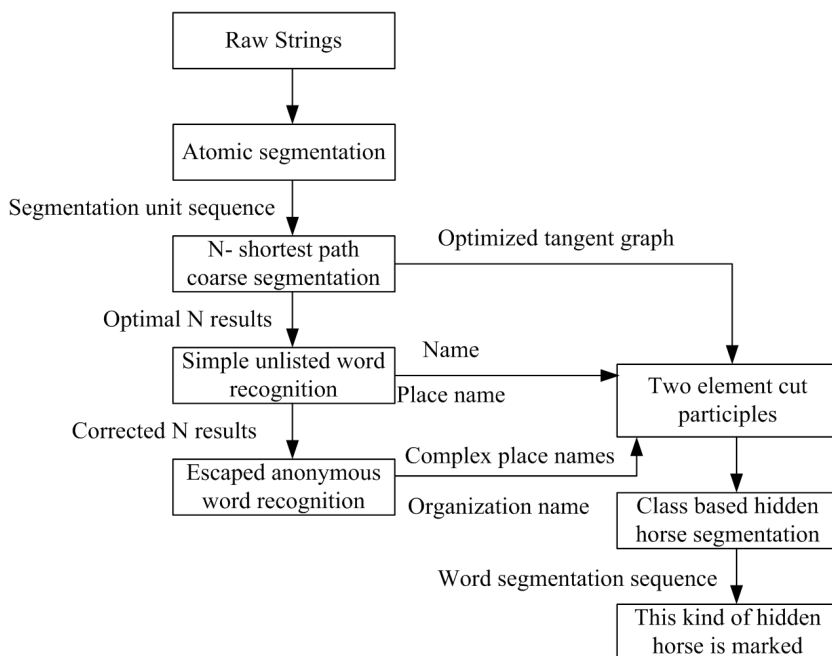 Raw Strings
Atomic segmentation
Segmentation unit sequence
N- shortest path
coarse segmentation
Optimized tangent graph
Optimal N results
Simple unlisted word
recognition
Name
Place name
Two element cut
participles
Corrected N results
Escaped anonymous
word recognition
Complex place names
Organization name
Class based hidden
horse segmentation
Word segmentation sequence
This kind of hidden
horse is marked